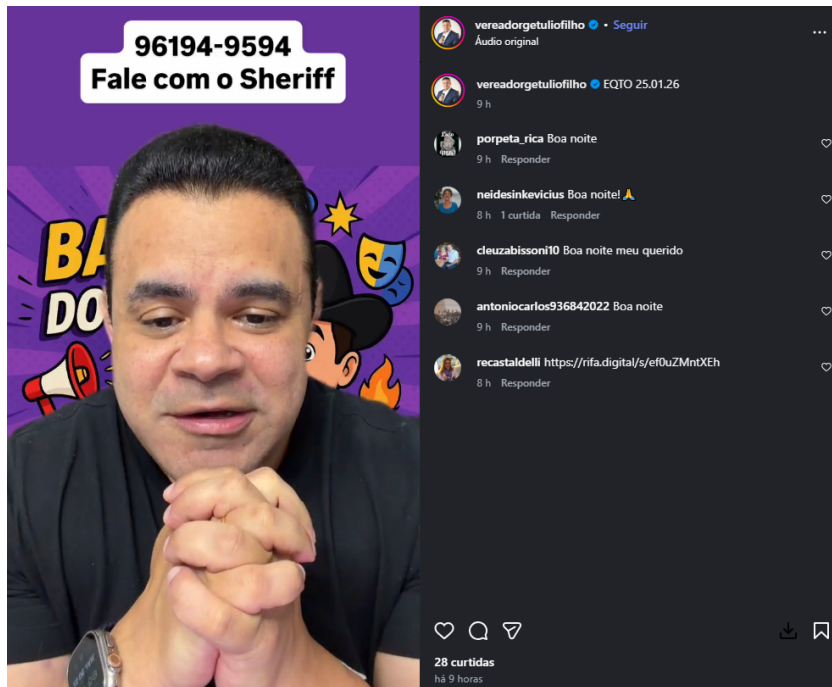 96194-9594
Fale com o Sheriff
BA
DO
vereadorgetuliofilho • Seguir
Áudio original
vereadorgetuliofilho EQTO 25.01.26
9 h
porpeta_rica Boa noite
9 h Responder
neidesinkevicius Boa noite!🙏
8 h 1 curtida Responder
cleuzabissoni10 Boa noite meu querido
9 h Responder
antoniocarlos936842022 Boa noite
9 h Responder
recastaldelli https://rifa.digital/s/ef0uZMntXEh
8 h Responder
28 curtidas
há 9 horas